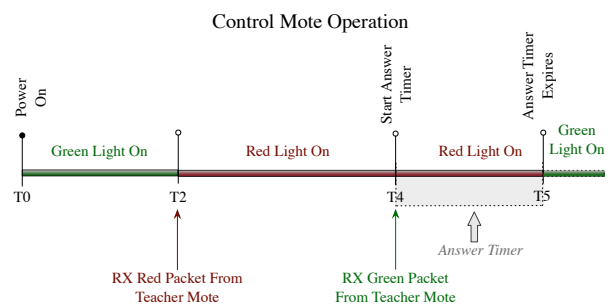 Control Mote Operation
Power
On
Start Answer
Timer
Answer Timer
Expires
Green Light On
Red Light On
Red Light On
Green
Light On
T0
T2
T4
T5
Answer Timer
RX Red Packet From
Teacher Mote
RX Green Packet
From Teacher Mote